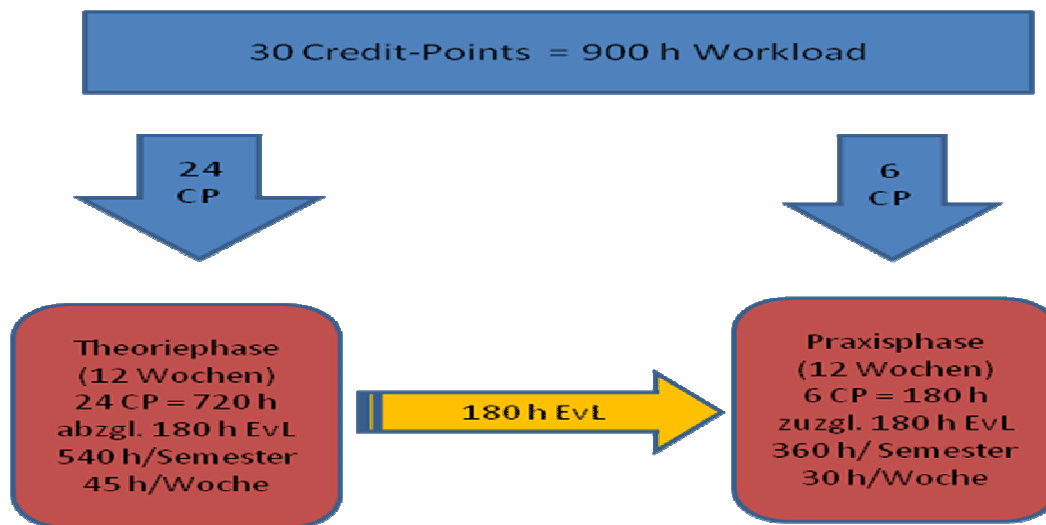 30 Credit-Points = 900 h Workload
24
CP
6
CP
Theoriephase
(12 Wochen)
24 CP = 720 h
abzgl. 180 h EvL
540 h/Semester
45 h/Woche
180 h EvL
Praxisphase
(12 Wochen)
6 CP = 180 h
zuzgl. 180 h EvL
360 h/ Semester
30 h/Woche